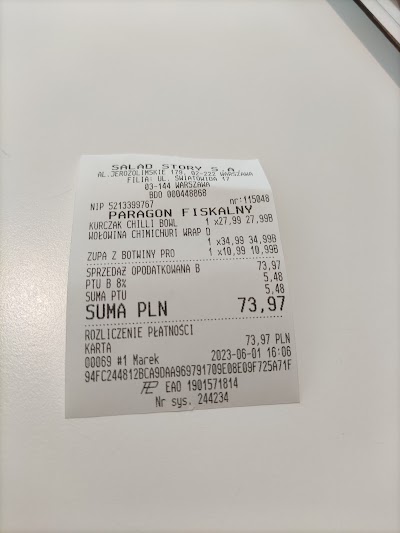 SALAD STORY S.A
AL.JEROZOLIMSKIE 179, 02-222 WARSZAWA
FILIA: UL. ŚWIATOWIDA 17
03-144 WARSZAWA
BDO 000448868
NIP 5213399767 nr:115048
PARAGON FISKALNY
KURCZAK CHILLI BOWL 1 x27,99 27,99B
WOŁOWINA CHIMICHURI WRAP D
1 x34,99 34,99B
ZUPA Z BOTWINY PRO 1 x10,99 10,99B
SPRZEDAŻ OPODATKOWANA B 73,97
PTU B 8% 5,48
SUMA PTU 5,48
SUMA PLN 73,97
ROZLICZENIE PŁATNOŚCI
KARTA 73,97 PLN
00069 #1 Marek 2023-06-01 16:06
94FC244812BCA9DAA969791709E08E09F725A71F
EAO 1901571814
Nr sys. 244234